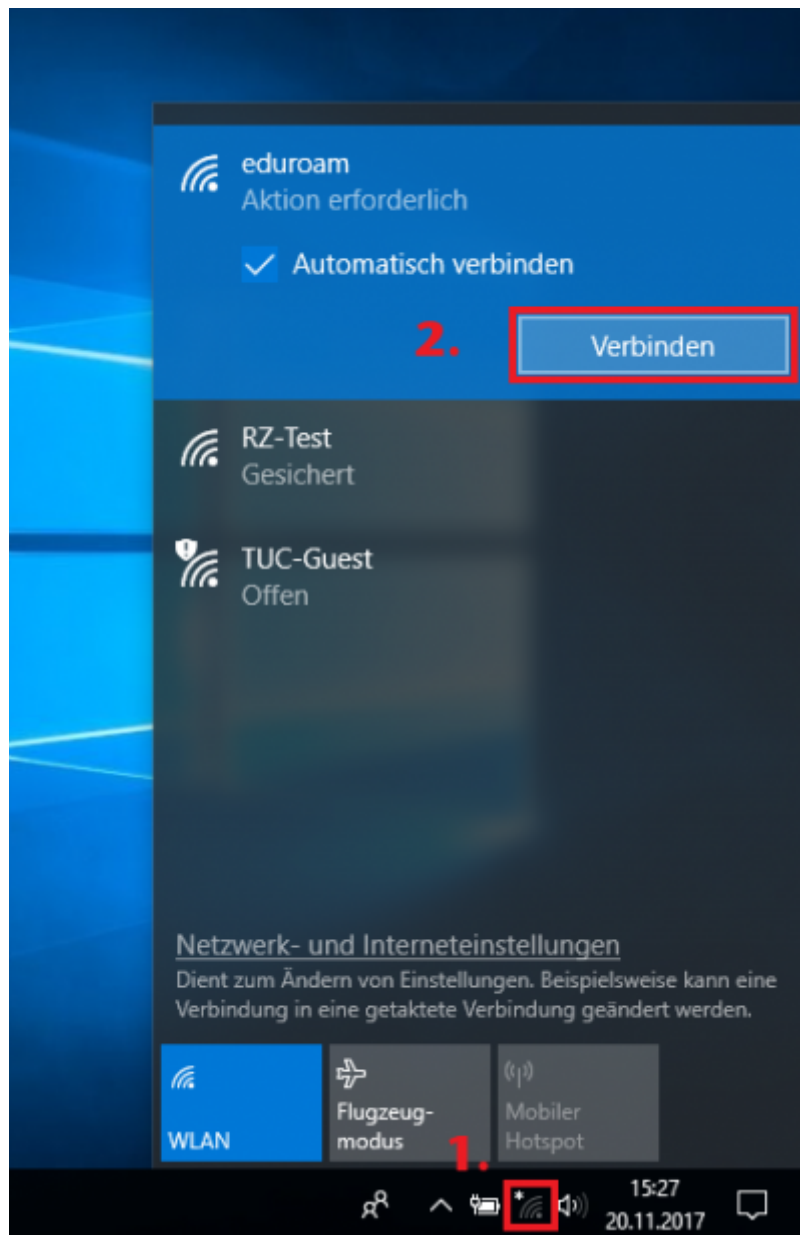 eduroam
Aktion erforderlich
Automatisch verbinden
2.
Verbinden
RZ-Test
Gesichert
TUC-Guest
Offen
Netzwerk- und Interneteinstellungen
Dient zum Ändern von Einstellungen. Beispielsweise kann eine
Verbindung in eine getaktete Verbindung geändert werden.
WLAN
Flugzeug-
modus
Mobiler
Hotspot
1.
15:27
20.11.2017